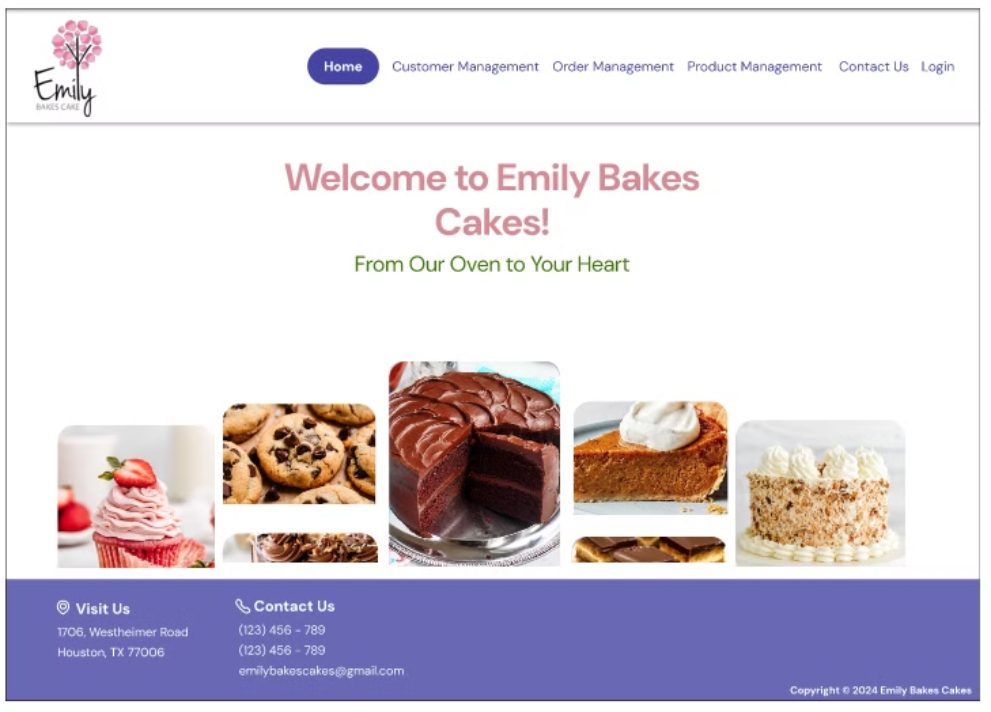 Emily
BAKES CAKE
Home Customer Management Order Management Product Management Contact Us Login
Welcome to Emily Bakes
Cakes!
From Our Oven to Your Heart
Visit Us
1706, Westheimer Road
Houston, TX 77006
Contact Us
(123) 456 - 789
(123) 456 - 789
emilybakescakes@gmail.com
Copyright © 2024 Emily Bakes Cakes